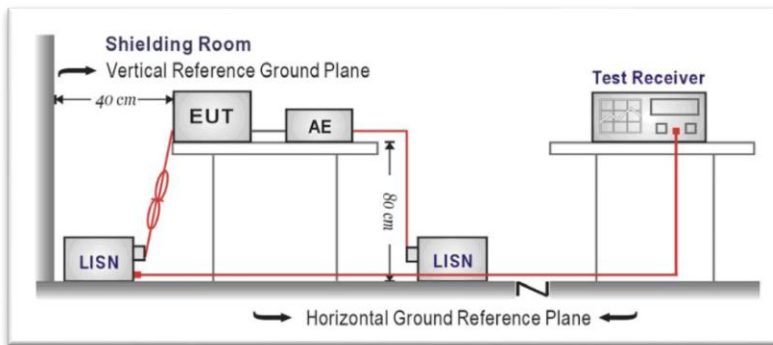 Shielding Room
Vertical Reference Ground Plane
40 cm
EUT
AE
Test Receiver
80 cm
LISN
LISN
Horizontal Ground Reference Plane